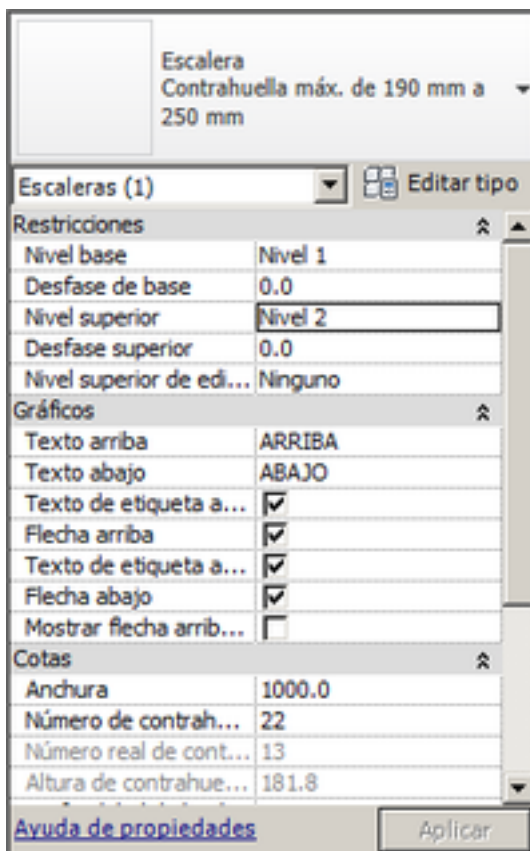 Escalera
Contrahuella máx. de 190 mm a
250 mm
Escaleras (1) Editar tipo
Restricciones
Nivel base Nivel 1
Desfase de base 0.0
Nivel superior Nivel 2
Desfase superior 0.0
Nivel superior de edi... Ninguno
Gráficos
Texto arriba ARRIBA
Texto abajo ABAJO
Texto de etiqueta a...
Flecha arriba
Texto de etiqueta a...
Flecha abajo
Mostrar flecha arrib...
Cotas
Anchura 1000.0
Número de contrah... 22
Número real de cont... 13
Altura de contrahue... 181.8
Ayuda de propiedades Aplicar